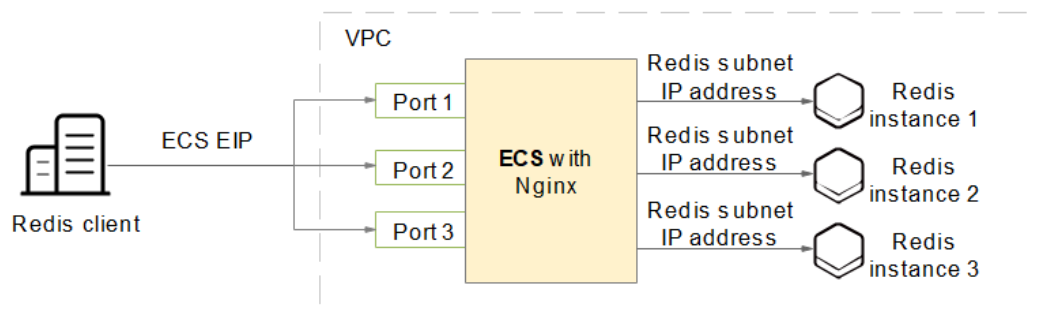 VPC
Redis client
ECS EIP
Port 1
Port 2
Port 3
ECS with
Nginx
Redis subnet
IP address
Redis
instance 1
Redis subnet
IP address
Redis
instance 2
Redis subnet
IP address
Redis
instance 3